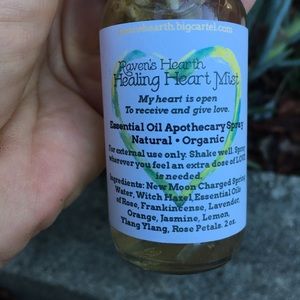 hearth.bigcartel.com
Raven's Hearth
Healing Heart Mist
My heart is open
To receive and give love.
Essential Oil Apothecary Spray
Natural • Organic
For external use only. Shake well. Spray
wherever you feel an extra dose of LOVE
is needed.
Ingredients: New Moon Charged Spring
Water, Witch Hazel, Essential Oils
of Rose, Frankincense, Lavender,
Orange, Jasmine, Lemon,
Ylang Ylang, Rose Petals. 2 oz.